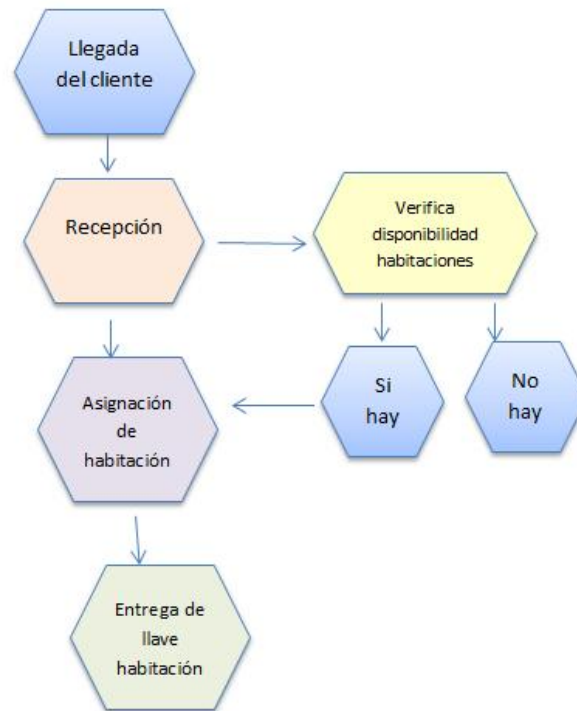 Llegada
del cliente
Recepción
Verifica
disponibilidad
habitaciones
Si
hay
No
hay
Asignación
de
habitación
Entrega de
llave
habitación